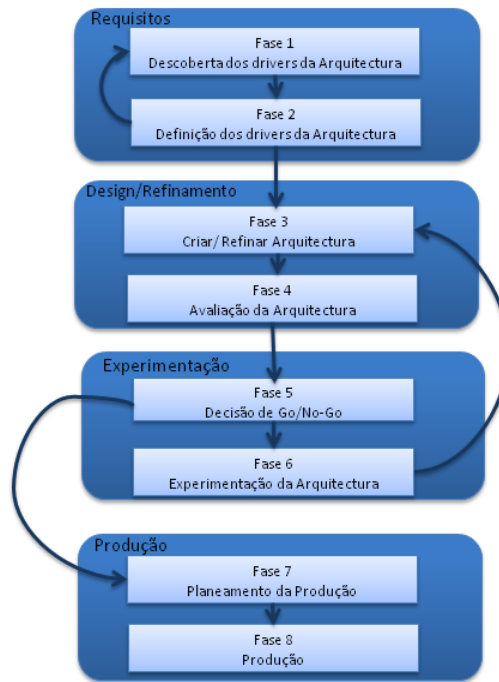 Requisitos
Fase 1
Descoberta dos drivers da Arquitectura
Fase 2
Definição dos drivers da Arquitectura
Design/Refinamento
Fase 3
Criar/ Refinar Arquitectura
Fase 4
Avaliação da Arquitectura
Experimentação
Fase 5
Decisão de Go/No-Go
Fase 6
Experimentação da Arquitectura
Produção
Fase 7
Planeamento da Produção
Fase 8
Produção